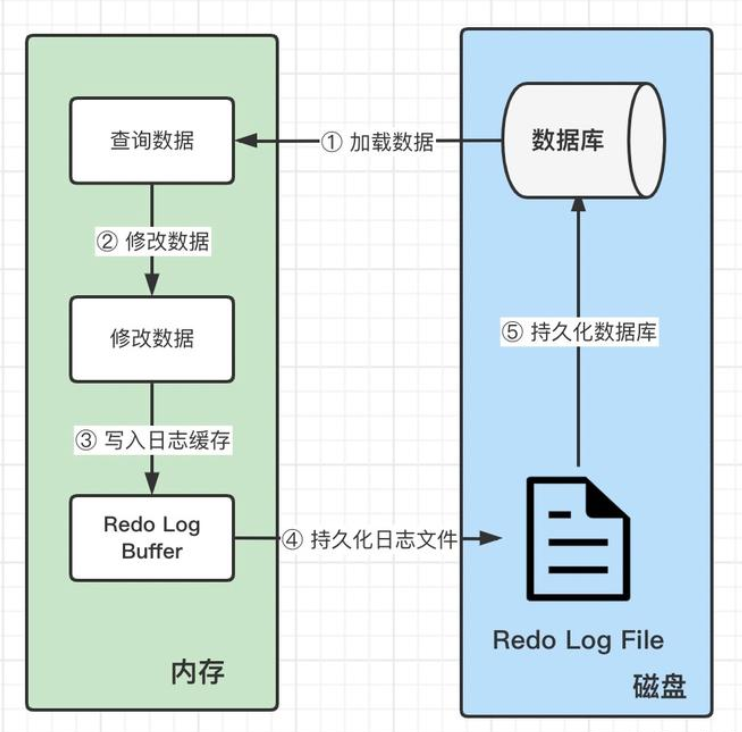 查询数据
① 加载数据
数据库
② 修改数据
修改数据
⑤ 持久化数据库
③ 写入日志缓存
Redo Log
Buffer
④ 持久化日志文件
Redo Log File
内存
磁盘